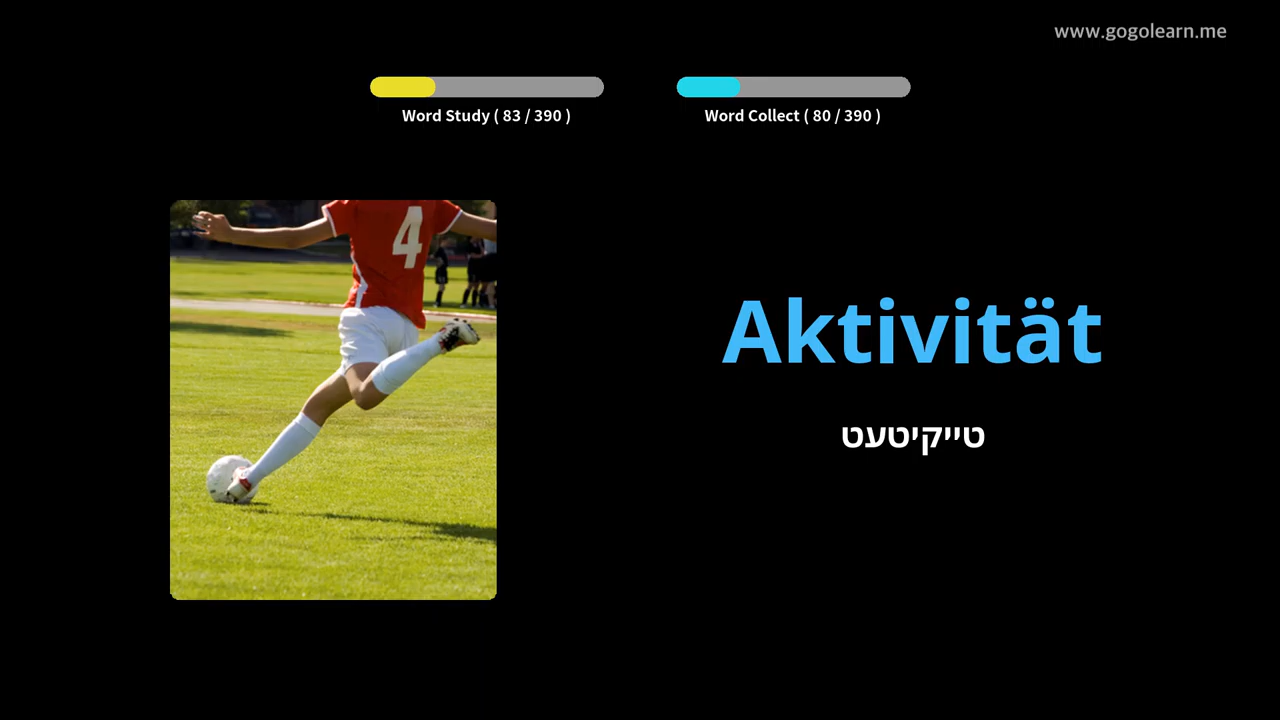 www.gogolearn.me
Word Study ( 83 / 390 )
Word Collect ( 80 / 390 )
4
Aktivität
טייקיטעט